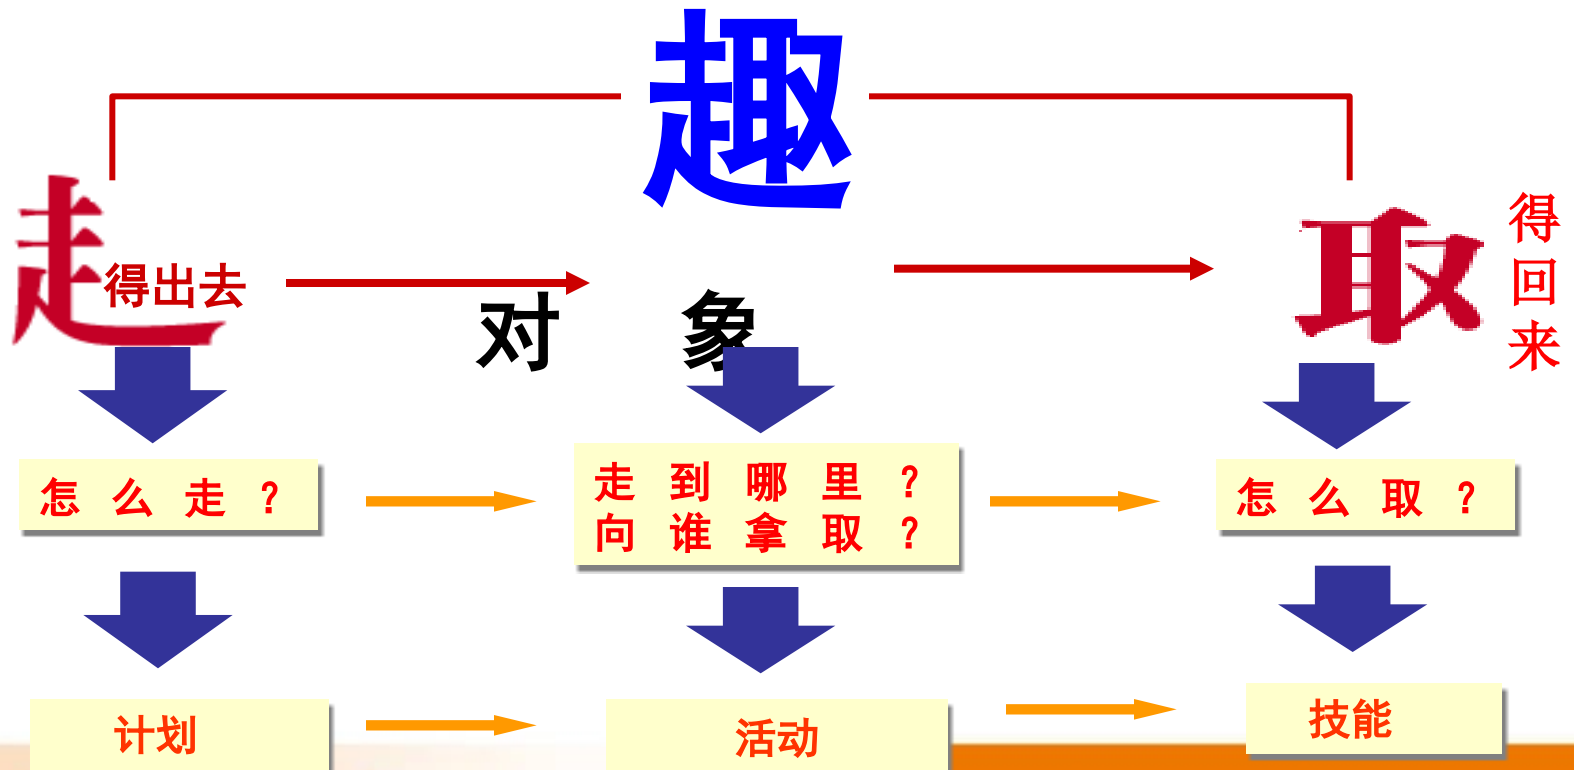 趣
走得出去
对 象
取得回来
怎 么 走 ?
走 到 哪 里 ?
向 谁 拿 取 ?
怎 么 取 ?
计划
活动
技能